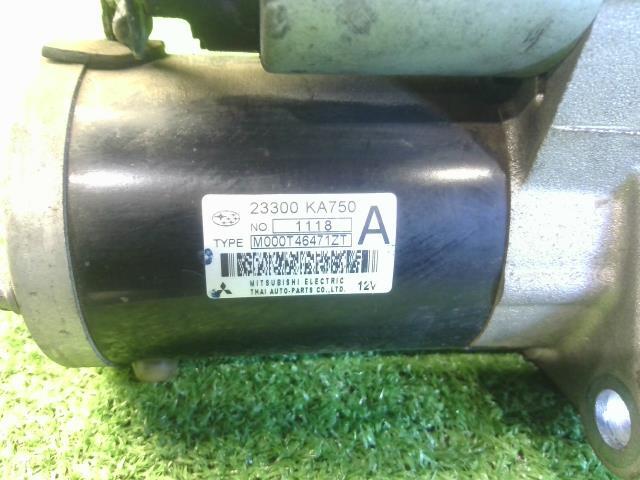 23300 KA750
NO 1118
TYPE M000T46471ZT A
MITSUBISHI ELECTRIC
THAI AUTO-PARTS CO.,LTD. 12V